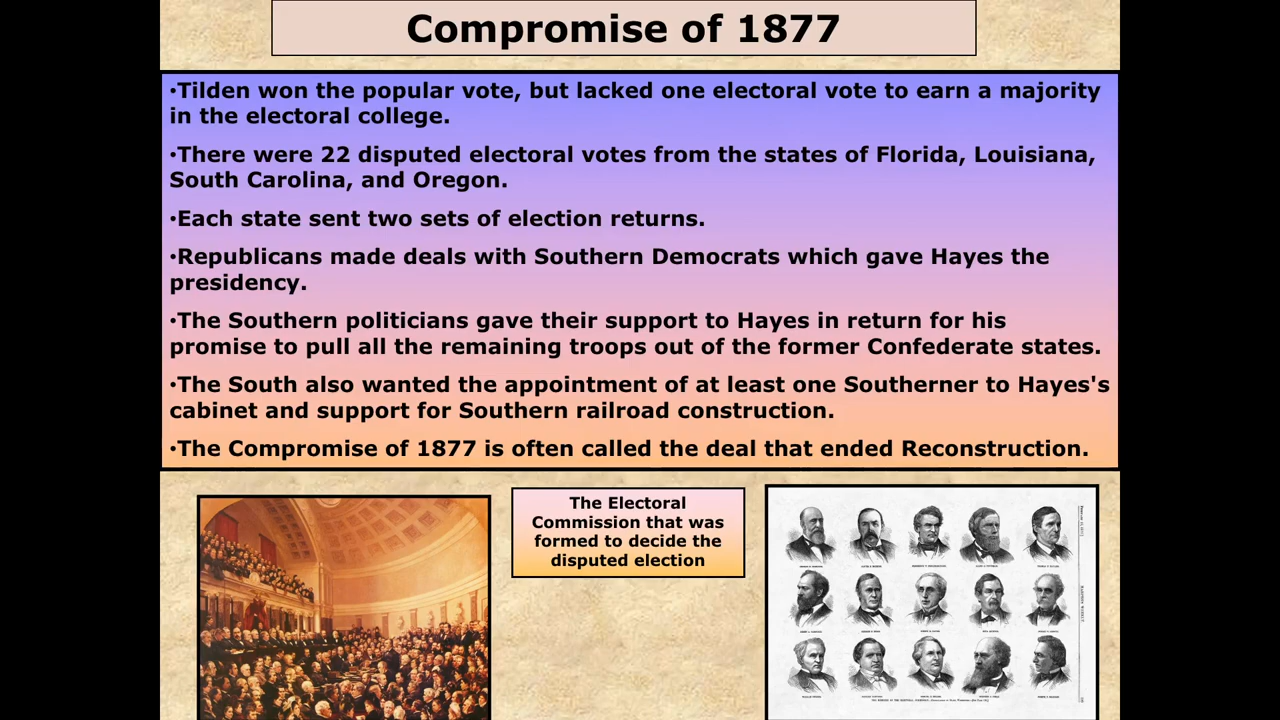 Compromise of 1877
•Tilden won the popular vote, but lacked one electoral vote to earn a majority
in the electoral college.
•There were 22 disputed electoral votes from the states of Florida, Louisiana,
South Carolina, and Oregon.
•Each state sent two sets of election returns.
•Republicans made deals with Southern Democrats which gave Hayes the
presidency.
•The Southern politicians gave their support to Hayes in return for his
promise to pull all the remaining troops out of the former Confederate states.
•The South also wanted the appointment of at least one Southerner to Hayes's
cabinet and support for Southern railroad construction.
•The Compromise of 1877 is often called the deal that ended Reconstruction.
The Electoral
Commission that was
formed to decide the
disputed election